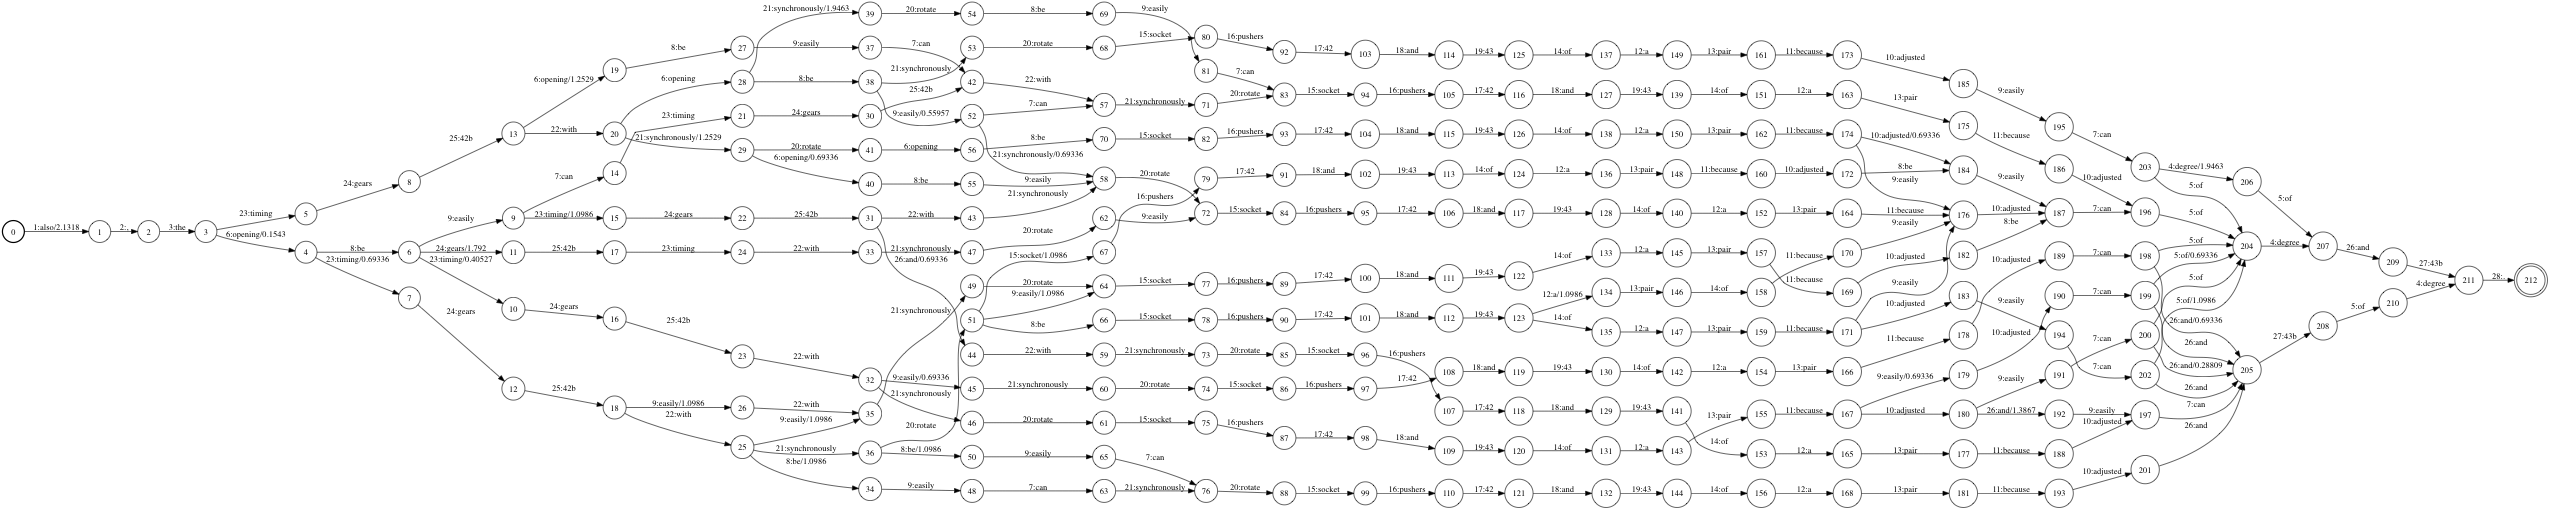 0 1:also/2.1318 1 2:. 2 3:the 3
23:timing 5 24:gears 8 25:42b 13 6:opening/1.2529 19 8:be 27 9:easily 37 7:can 42
6:opening/0.1543 4 8:be 6 9:easily 9 7:can 14 23:timing 21 24:gears 30 25:42b
23:timing/0.69336 7 24:gears 12 25:42b 18 9:easily/1.0986 26 22:with 35
22:with 20 6:opening 28 21:synchronously/1.9463 39 20:rotate 54 8:be 69 9:easily 81 7:can 83
8:be 38 21:synchronously 53 20:rotate 68 15:socket 80 16:pushers 92 17:42 103 18:and 114 19:43 125 14:of 137 12:a 149 13:pair 161 11:because 173 10:adjusted 185 9:easily 195 7:can 203 4:degree/1.9463 206 5:of
5:of
9:easily/0.55957 52 7:can 57 22:with 21:synchronously 71 20:rotate
15:socket 94 16:pushers 105 17:42 116 18:and 127 19:43 139 14:of 151 12:a 163 13:pair 175 11:because 186 10:adjusted 196 5:of
21:synchronously/1.2529 29 20:rotate 41 6:opening 56 8:be 70 15:socket 82 16:pushers 93 17:42 104 18:and 115 19:43 126 14:of 138 12:a 150 13:pair 162 11:because 174 10:adjusted/0.69336 184 9:easily 187 7:can
9:easily
6:opening/0.69336 40 8:be 55 9:easily 58 21:synchronously/0.69336 20:rotate 72
16:pushers 79 17:42 91 18:and 102 19:43 113 14:of 124 12:a 136 13:pair 148 11:because 160 10:adjusted 172 8:be
23:timing/1.0986 15 24:gears 22 25:42b 31 22:with 43 21:synchronously
15:socket 84 16:pushers 95 17:42 106 18:and 117 19:43 128 14:of 140 12:a 152 13:pair 164 11:because 176 10:adjusted
24:gears/1.792 11 25:42b 17 23:timing 24 22:with 33 21:synchronously 47 20:rotate 62 9:easily
26:and/0.69336
23:timing/0.40527 10 24:gears 16 25:42b 23 22:with 32 9:easily/0.69336 45 21:synchronously 60 20:rotate 74 15:socket 86 16:pushers 97 17:42
21:synchronously 46 20:rotate 61 15:socket 75 16:pushers 87 17:42 98 18:and 109 19:43 120 14:of 131 12:a 143 13:pair
15:socket/1.0986 67
21:synchronously 49 20:rotate 64 15:socket 77 16:pushers 89 17:42 100 18:and 111 19:43 122 14:of 133 12:a 145 13:pair 157 11:because 169 10:adjusted 182 8:be
51 9:easily/1.0986
8:be 66 15:socket 78 16:pushers 90 17:42 101 18:and 112 19:43 123 12:a/1.0986 134 13:pair 146 14:of 158 11:because 170 9:easily
14:of 135 12:a 147 13:pair 159 11:because 171 9:easily
10:adjusted 183 9:easily 194 7:can 202 5:of/1.0986
26:and
44 22:with 59 21:synchronously 73 20:rotate 85 15:socket 96 16:pushers 107 17:42 118 18:and 129 19:43 141 14:of 153 12:a 165 13:pair 177 11:because 188 10:adjusted
108 18:and 119 19:43 130 14:of 142 12:a 154 13:pair 166 11:because 178 10:adjusted 189 7:can 198 5:of
26:and/0.69336
155 11:because 167 9:easily/0.69336 179 10:adjusted 190 7:can 199 5:of/0.69336
26:and
10:adjusted 180 9:easily 191 7:can 200 5:of
26:and/0.28809
26:and/1.3867 192 9:easily 197 7:can
22:with 25 9:easily/1.0986
21:synchronously 36 20:rotate
8:be/1.0986 50 9:easily 65 7:can
8:be/1.0986 34 9:easily 48 7:can 63 21:synchronously 76 20:rotate 88 15:socket 99 16:pushers 110 17:42 121 18:and 132 19:43 144 14:of 156 12:a 168 13:pair 181 11:because 193 10:adjusted 201 26:and
204 4:degree 207 26:and 209 27:43b 211 28:. 212
205 27:43b 208 5:of 210 4:degree